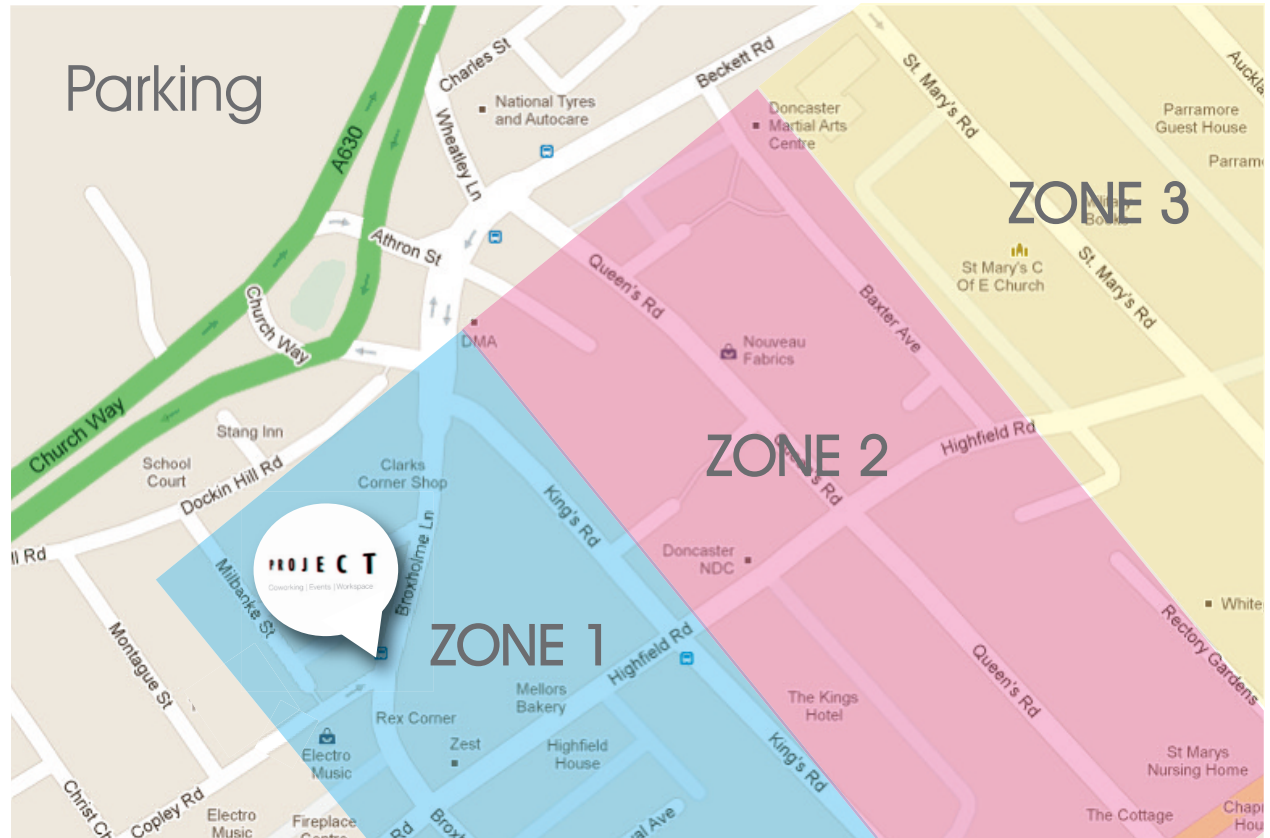 Parking
Charles St
Beckett Rd
St. Mary's Rd
National Tyres
and Autocare
Doncaster
Martial Arts
Centre
Parramore
Guest House
A630
Wheatley Ln
ZONE 3
Athron St
Queen's Rd
St Mary's C
Of E Church
St. Mary's Rd
Baxter Ave
Church Way
DMA
Nouveau
Fabrics
Church Way
Stang Inn
School
Court
Dockin Hill Rd
Clarks
Corner Shop
ZONE 2
Highfield Rd
Queen's Rd
King's Rd
PROJECT
Coworking | Events | Workspace
Broxholme Ln
Doncaster
NDC
ll Rd
Milbanke St
White
Rectory Gardens
Montague St
ZONE 1
Highfield Rd
Queen's Rd
Mellors
Bakery
The Kings
Hotel
Rex Corner
Zest
Highfield
House
King's Rd
Electro
Music
St Marys
Nursing Home
Christ Ch
Copley Rd
Electro
Music
Fireplace
Rd
Brox
The Cottage